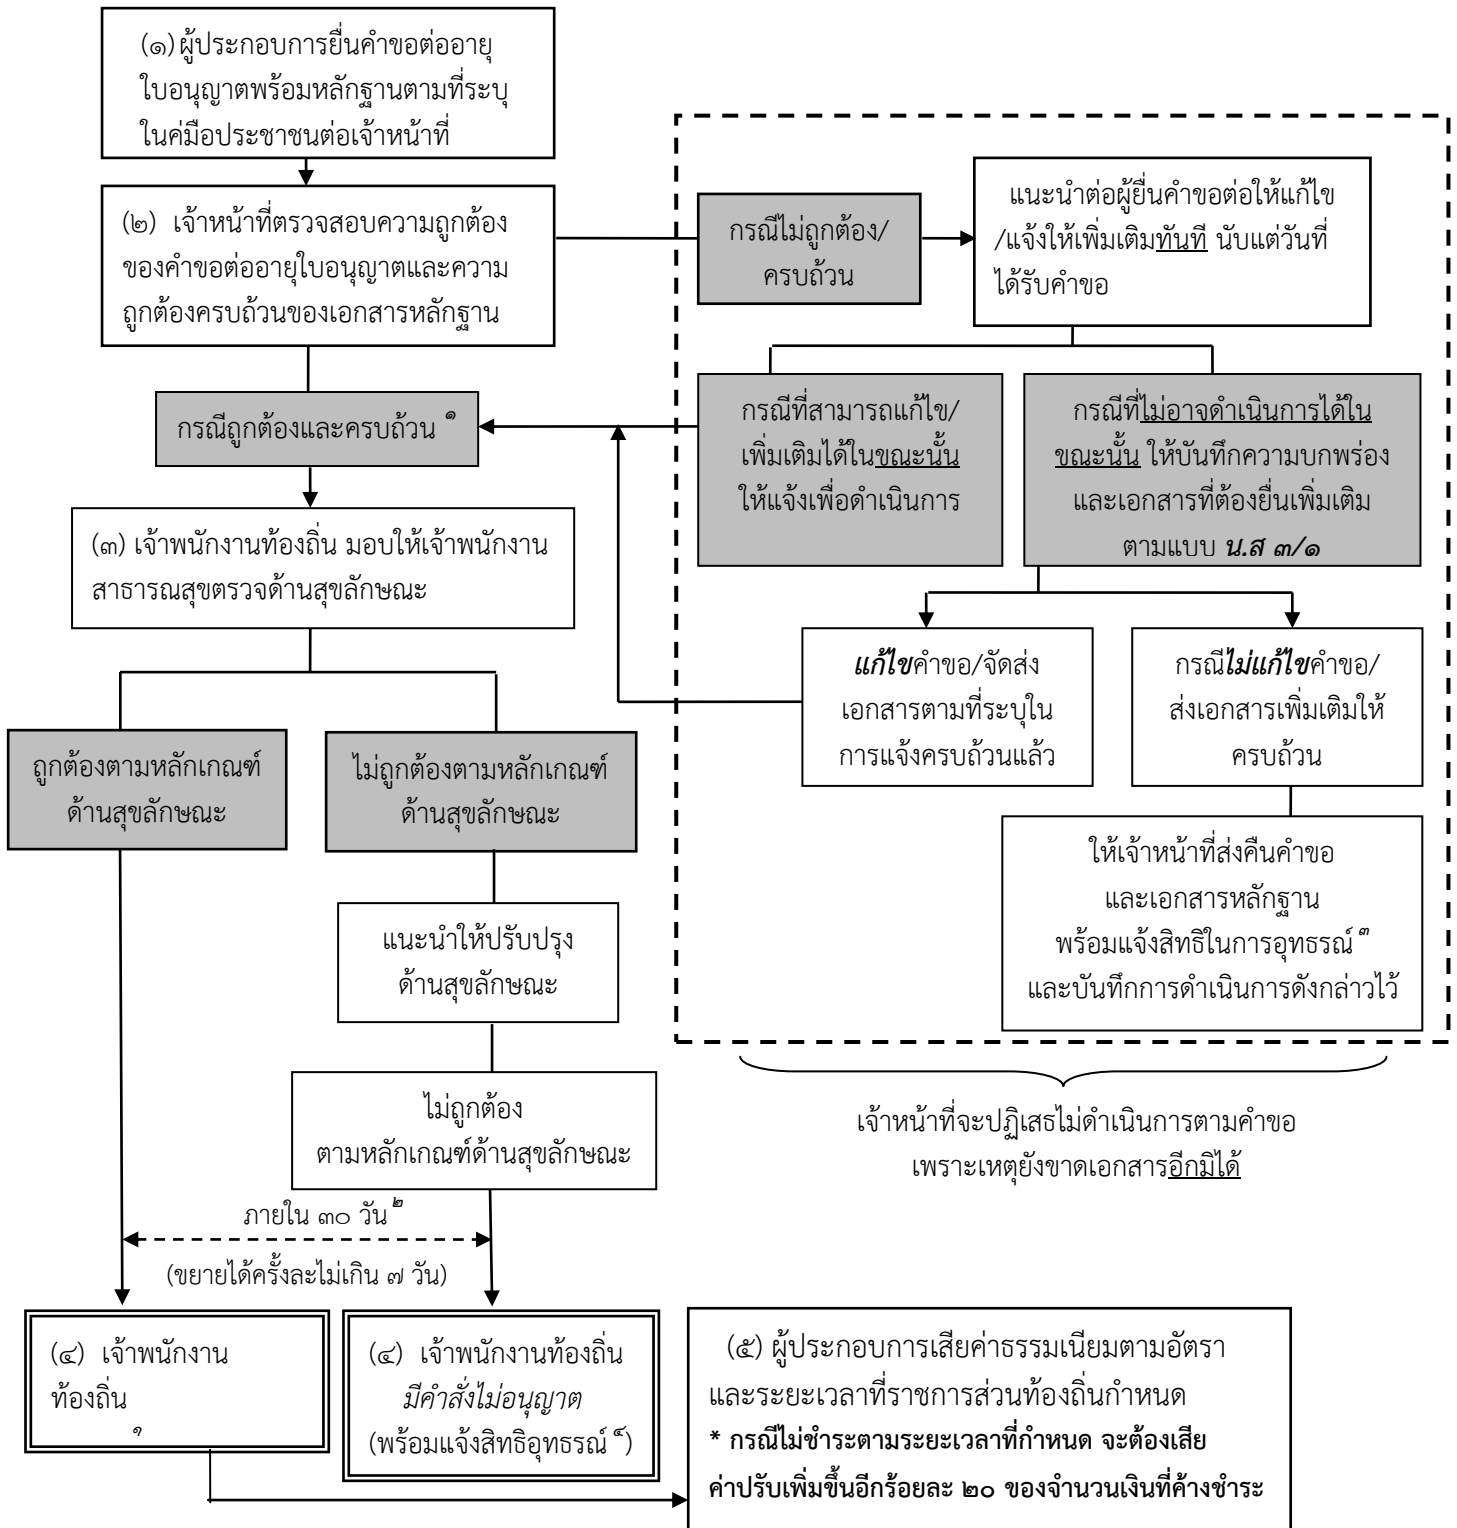 (๑) ผู้ประกอบการยื่นคำขอต่ออายุ
ใบอนุญาตพร้อมหลักฐานตามที่ระบุ
ในคู่มือประชาชนต่อเจ้าหน้าที่
(๒) เจ้าหน้าที่ตรวจสอบความถูกต้อง
ของคำขอต่ออายุใบอนุญาตและความ
ถูกต้องครบถ้วนของเอกสารหลักฐาน
กรณีไม่ถูกต้อง/
ครบถ้วน
แนะนำต่อผู้ยื่นคำขอต่อให้แก้ไข
/แจ้งให้เพิ่มเติมทันที นับแต่วันที่
ได้รับคำขอ
กรณีถูกต้องและครบถ้วน ๑
กรณีที่สามารถแก้ไข/
เพิ่มเติมได้ในขณะนั้น
ให้แจ้งเพื่อดำเนินการ
กรณีที่ไม่อาจดำเนินการได้ใน
ขณะนั้น ให้บันทึกความบกพร่อง
และเอกสารที่ต้องยื่นเพิ่มเติม
ตามแบบ น.ส ๓/๑
(๓) เจ้าพนักงานท้องถิ่น มอบให้เจ้าพนักงาน
สาธารณสุขตรวจด้านสุขลักษณะ
แก้ไขคำขอ/จัดส่ง
เอกสารตามที่ระบุใน
การแจ้งครบถ้วนแล้ว
กรณีไม่แก้ไขคำขอ/
ส่งเอกสารเพิ่มเติมให้
ครบถ้วน
ถูกต้องตามหลักเกณฑ์
ด้านสุขลักษณะ
ไม่ถูกต้องตามหลักเกณฑ์
ด้านสุขลักษณะ
ให้เจ้าหน้าที่ส่งคืนคำขอ
และเอกสารหลักฐาน
พร้อมแจ้งสิทธิในการอุทธรณ์ ๓
และบันทึกการดำเนินการดังกล่าวไว้
แนะนำให้ปรับปรุง
ด้านสุขลักษณะ
ไม่ถูกต้อง
ตามหลักเกณฑ์ด้านสุขลักษณะ
เจ้าหน้าที่จะปฏิเสธไม่ดำเนินการตามคำขอ
เพราะเหตุยังขาดเอกสารอีกมิได้
ภายใน ๓๐ วัน ๒
(ขยายได้ครั้งละไม่เกิน ๗ วัน)
(๔) เจ้าพนักงาน
ท้องถิ่น
(๔) เจ้าพนักงานท้องถิ่น
มีคำสั่งไม่อนุญาต
(พร้อมแจ้งสิทธิอุทธรณ์ ๔)
(๕) ผู้ประกอบการเสียค่าธรรมเนียมตามอัตรา
และระยะเวลาที่ราชการส่วนท้องถิ่นกำหนด
* กรณีไม่ชำระตามระยะเวลาที่กำหนด จะต้องเสีย
ค่าปรับเพิ่มขึ้นอีกร้อยละ ๒๐ ของจำนวนเงินที่ค้างชำระ